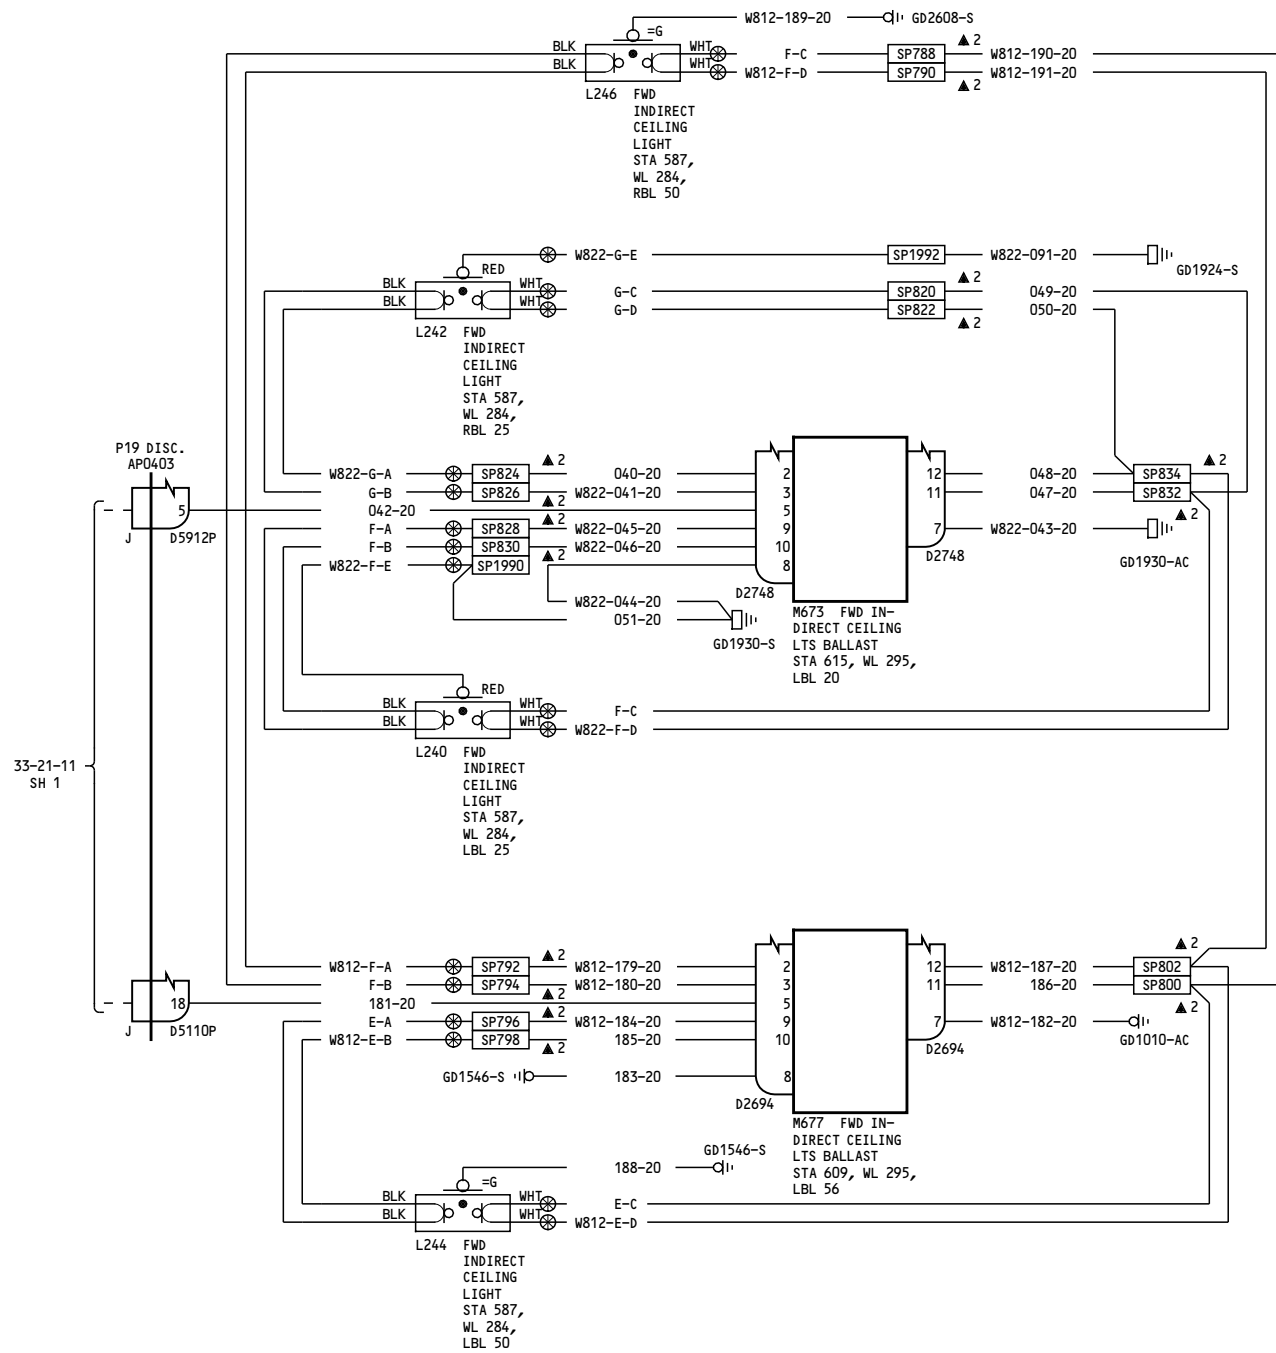 W812-189-20 GD2608-S
=G
BLK WHT F-C SP788 ▲ 2 W812-190-20
BLK WHT W812-F-D SP790 W812-191-20
▲ 2
L246 FWD
INDIRECT
CEILING
LIGHT
STA 587,
WL 284,
RBL 50
W822-G-E SP1992 W822-091-20
GD1924-S
RED
▲ 2
BLK WHT G-C SP820 049-20
BLK WHT G-D SP822 050-20
▲ 2
L242 FWD
INDIRECT
CEILING
LIGHT
STA 587,
WL 284,
RBL 25
P19 DISC.
AP0403
▲ 2
▲ 2
W822-G-A SP824 040-20 2 12 048-20 SP834
G-B SP826 W822-041-20 3 11 047-20 SP832
▲ 2
5 042-20 5
▲ 2
▲ 2
J D5912P
F-A SP828 W822-045-20 9 7 W822-043-20
F-B SP830 W822-046-20 10
▲ 2
D2748
GD1930-AC
W822-F-E SP1990 8
D2748
W822-044-20
051-20
GD1930-S
M673 FWD IN-
DIRECT CEILING
LTS BALLAST
STA 615, WL 295,
LBL 20
RED
BLK WHT F-C
BLK WHT W822-F-D
L240 FWD
INDIRECT
CEILING
LIGHT
STA 587,
WL 284,
LBL 25
33-21-11
SH 1
▲ 2
▲ 2
W812-F-A SP792 W812-179-20 2 12 W812-187-20 SP802
F-B SP794 W812-180-20 3 11 186-20 SP800
▲ 2
18 181-20 5
▲ 2
▲ 2
J D5110P
E-A SP796 W812-184-20 9 7 W812-182-20
W812-E-B SP798 185-20 10
▲ 2
D2694
GD1010-AC
GD1546-S 183-20 8
D2694
M677 FWD IN-
DIRECT CEILING
LTS BALLAST
STA 609, WL 295,
LBL 56
GD1546-S
188-20
=G
BLK WHT E-C
BLK WHT W812-E-D
L244 FWD
INDIRECT
CEILING
LIGHT
STA 587,
WL 284,
LBL 50